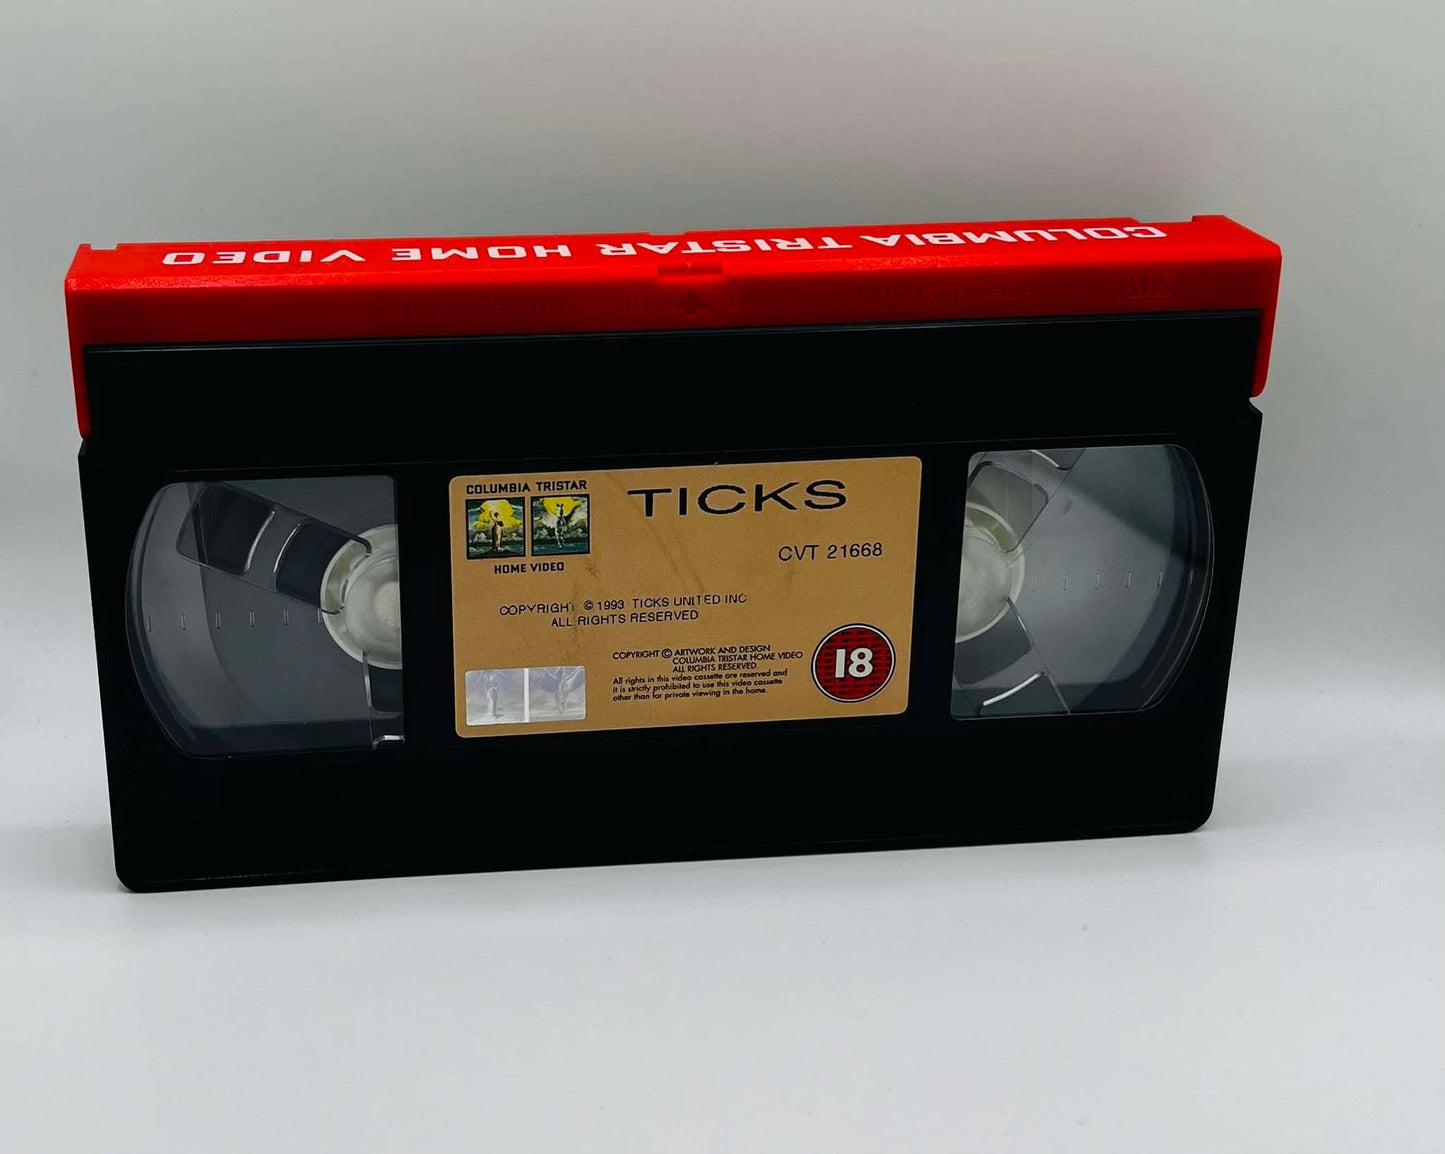 COLUMBIA TRISTAR HOME VIDEO
VHS
COLUMBIA TRISTAR
HOME VIDEO
TICKS
CVT 21668
COPYRIGHT © 1993 TICKS UNITED INC
ALL RIGHTS RESERVED
COPYRIGHT © ARTWORK AND DESIGN
COLUMBIA TRISTAR HOME VIDEO
ALL RIGHTS RESERVED.
All rights in this video cassette are reserved and
it is strictly prohibited to use this video cassette
other than for private viewing in the home.
18